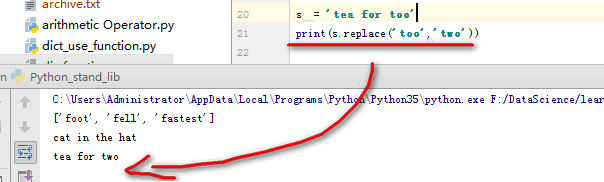 archive.txt
arithmetic Operator.py
dict_use_function.py
20
s = 'tea for too'
21
print(s.replace('too','two'))
Python_stand_lib
C:\Users\Administrator\AppData\Local\Programs\Python\Python35\python.exe F:/DataScience/lear
['foot', 'fell', 'fastest']
cat in the hat
tea for two